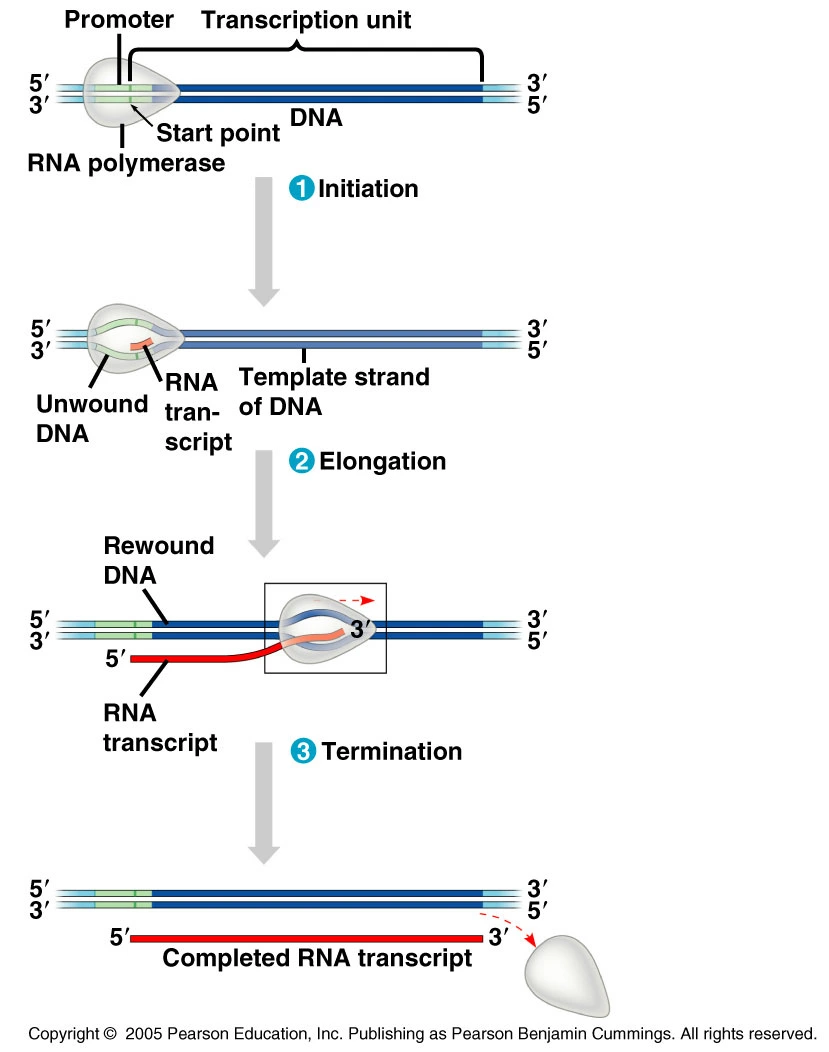 Promoter
Transcription unit
5′
3′
3′
5′
DNA
Start point
RNA polymerase
1 Initiation
5′
3′
3′
5′
RNA
tran-
script
Template strand
of DNA
Unwound
DNA
2 Elongation
Rewound
DNA
5′
3′
3′
3′
5′
5′
RNA
transcript
3 Termination
5′
3′
3′
5′
5′
3′
Completed RNA transcript
Copyright © 2005 Pearson Education, Inc. Publishing as Pearson Benjamin Cummings. All rights reserved.